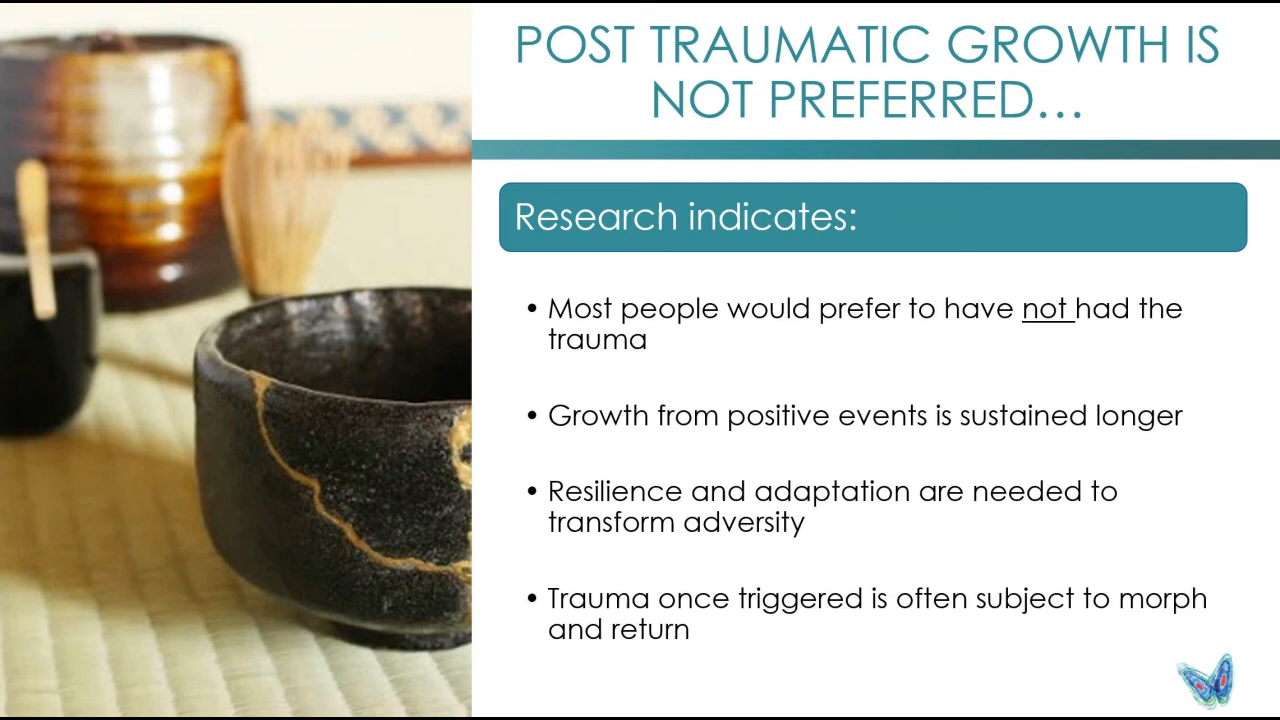 POST TRAUMATIC GROWTH IS
NOT PREFERRED...
Research indicates:
• Most people would prefer to have not had the
trauma
• Growth from positive events is sustained longer
• Resilience and adaptation are needed to
transform adversity
• Trauma once triggered is often subject to morph
and return